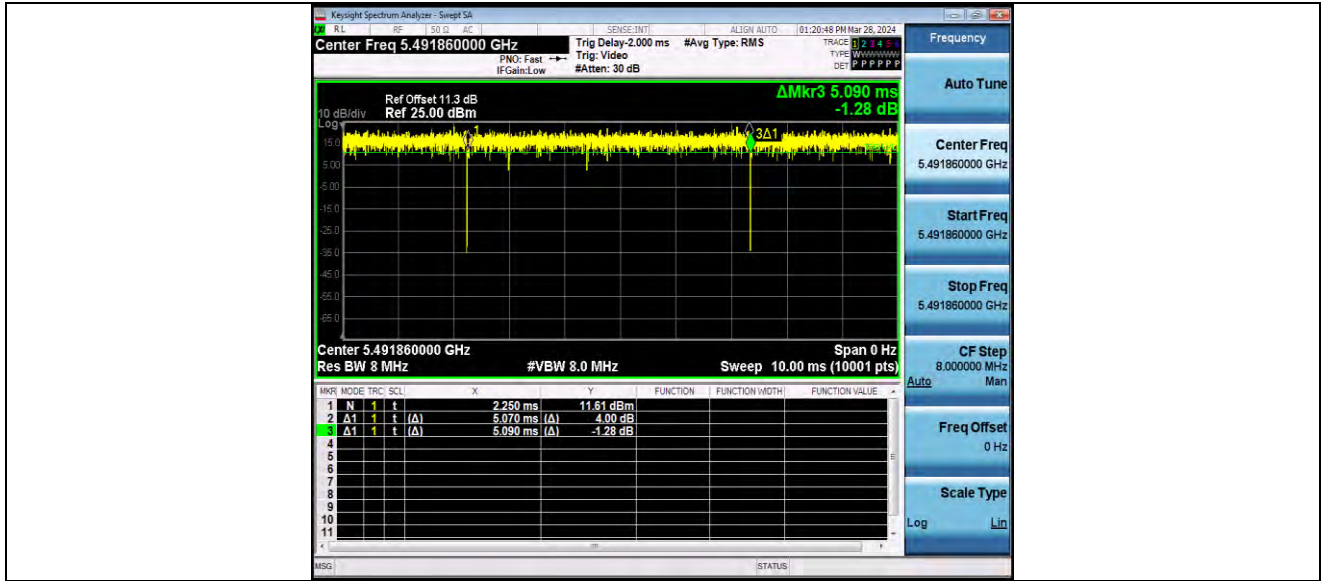 Keysight Spectrum Analyzer - Swept SA
RL RF 50 Ω AC SENSE:INT ALIGN AUTO 01:20:48 PM Mar 28, 2024
Center Freq 5.491860000 GHz
PNO: Fast
IFGain:Low
Trig Delay-2.000 ms
Trig: Video
#Atten: 30 dB
#Avg Type: RMS
TRACE 1 2 3 4 5 6
TYPE W
DET P P P P P P
ΔMkr3 5.090 ms
-1.28 dB
10 dB/div
Log
Ref Offset 11.3 dB
Ref 25.00 dBm
1
3Δ1
15.0
5.00
-5.00
-15.0
-25.0
-35.0
-45.0
-55.0
-65.0
Center 5.491860000 GHz Span 0 Hz
Res BW 8 MHz #VBW 8.0 MHz Sweep 10.00 ms (10001 pts)
MKR MODE TRC SCL X Y FUNCTION FUNCTION WIDTH FUNCTION VALUE
1 N 1 t 2.250 ms 11.61 dBm
2 Δ1 1 t (Δ) 5.070 ms (Δ) 4.00 dB
3 Δ1 1 t (Δ) 5.090 ms (Δ) -1.28 dB
4
5
6
7
8
9
10
11
MSG STATUS
Frequency
Auto Tune
Center Freq
5.491860000 GHz
Start Freq
5.491860000 GHz
Stop Freq
5.491860000 GHz
CF Step
8.000000 MHz
Auto Man
Freq Offset
0 Hz
Scale Type
Log Lin